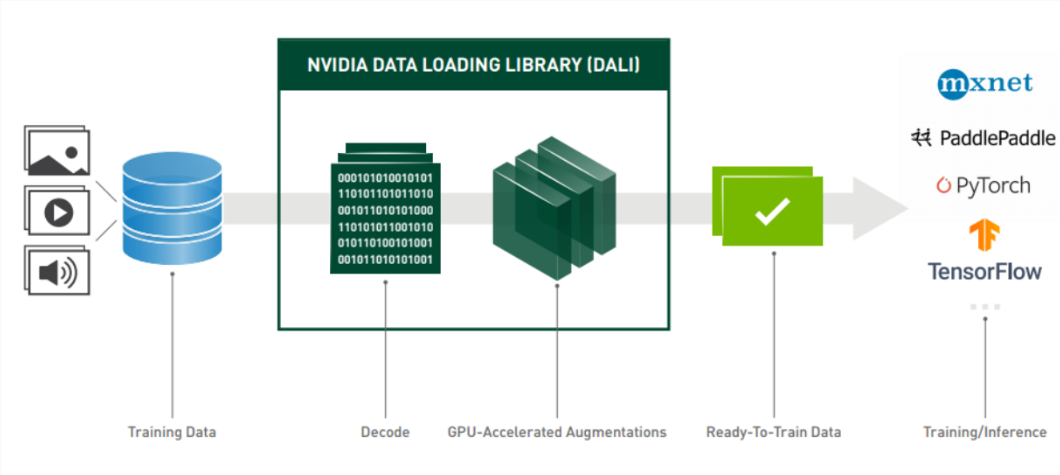 NVIDIA DATA LOADING LIBRARY (DALI)
mxnet
PaddlePaddle
PyTorch
TensorFlow
000101010010101
110101101011010
001011010101000
110101011001010
010110100101001
001011010101001
Training Data
Decode
GPU-Accelerated Augmentations
Ready-To-Train Data
Training/Inference